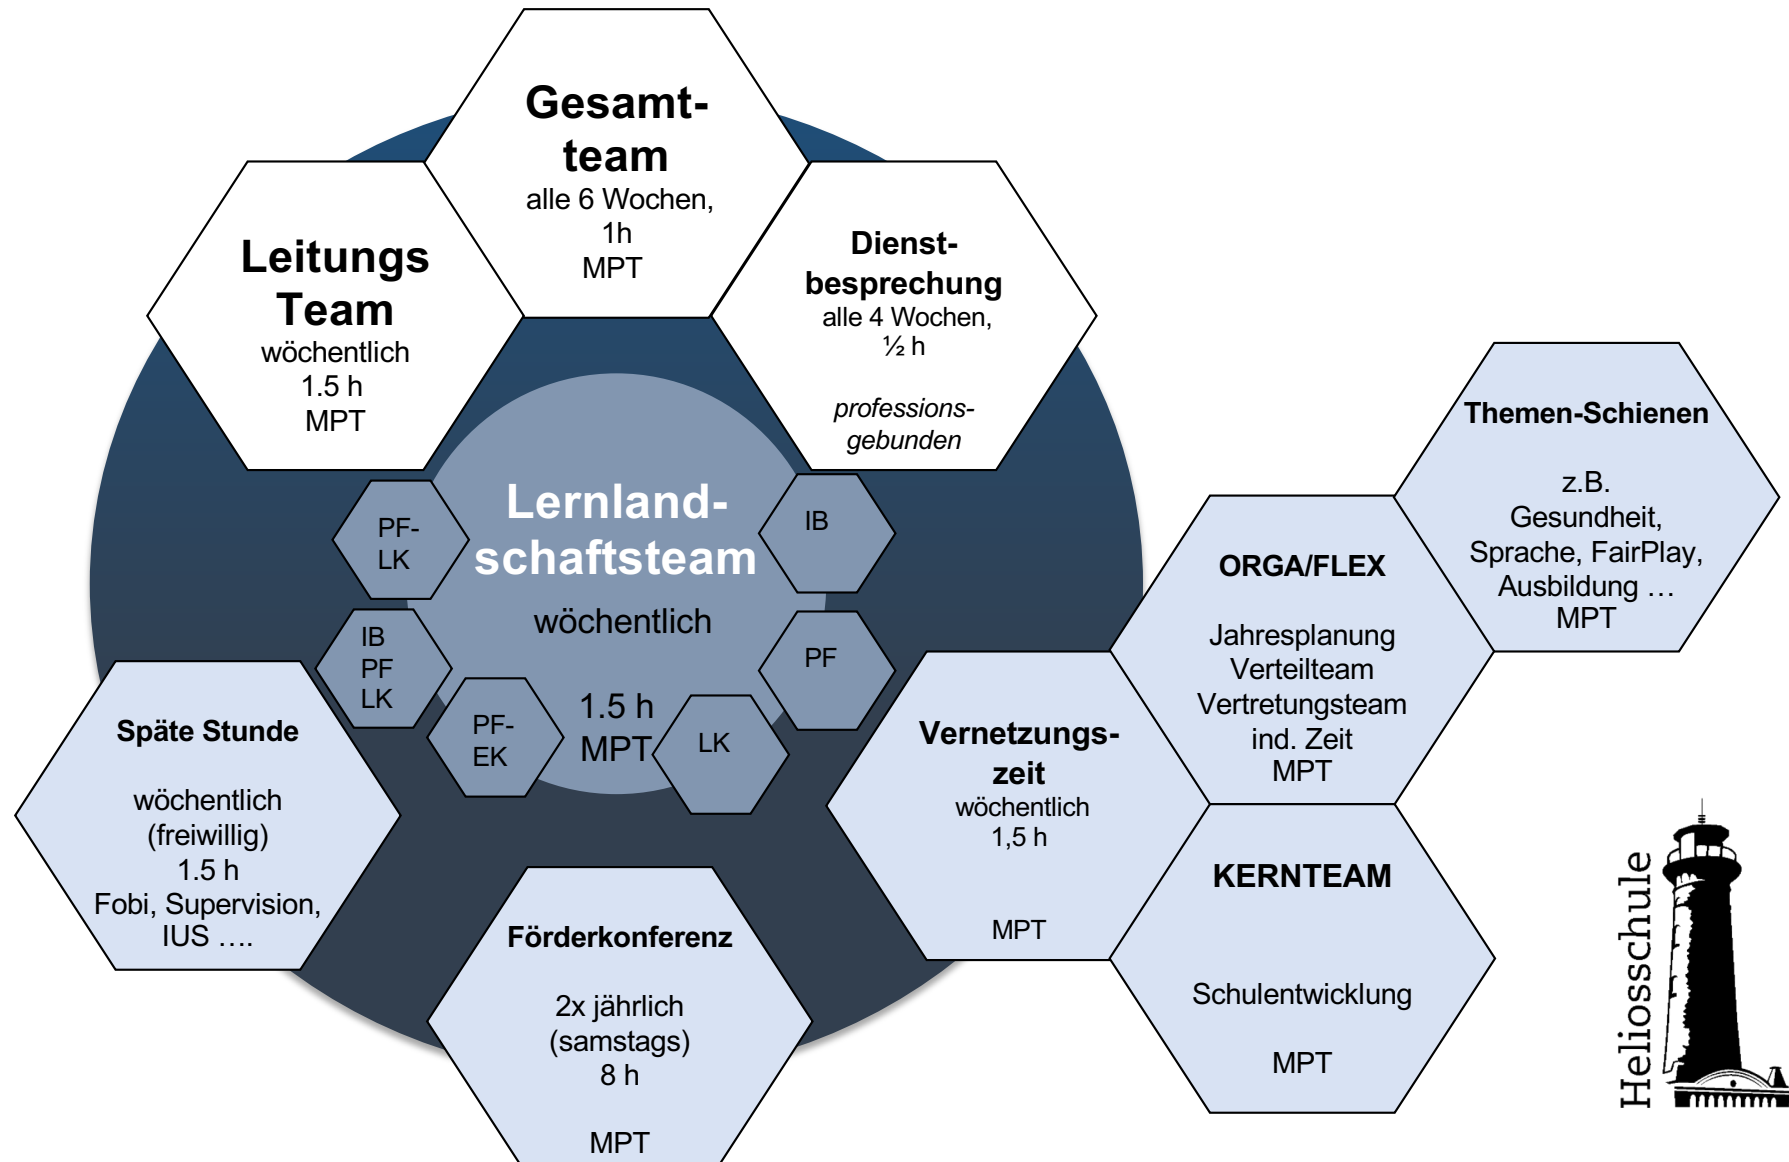 Gesamt-
team
alle 6 Wochen,
1h
MPT
Leitungs
Team
wöchentlich
1.5 h
MPT
Dienst-
besprechung
alle 4 Wochen,
½ h
professions-
gebunden
Lernland-
schaftsteam
wöchentlich
1.5 h
MPT
PF-
LK
IB
PF
LK
PF-
EK
LK
PF
IB
Späte Stunde
wöchentlich
(freiwillig)
1.5 h
Fobi, Supervision,
IUS ….
Förderkonferenz
2x jährlich
(samstags)
8 h
MPT
Vernetzungs-
zeit
wöchentlich
1,5 h
MPT
ORGA/FLEX
Jahresplanung
Verteilteam
Vertretungsteam
ind. Zeit
MPT
Themen-Schienen
z.B.
Gesundheit,
Sprache, FairPlay,
Ausbildung …
MPT
KERNTEAM
Schulentwicklung
MPT
Heliosschule